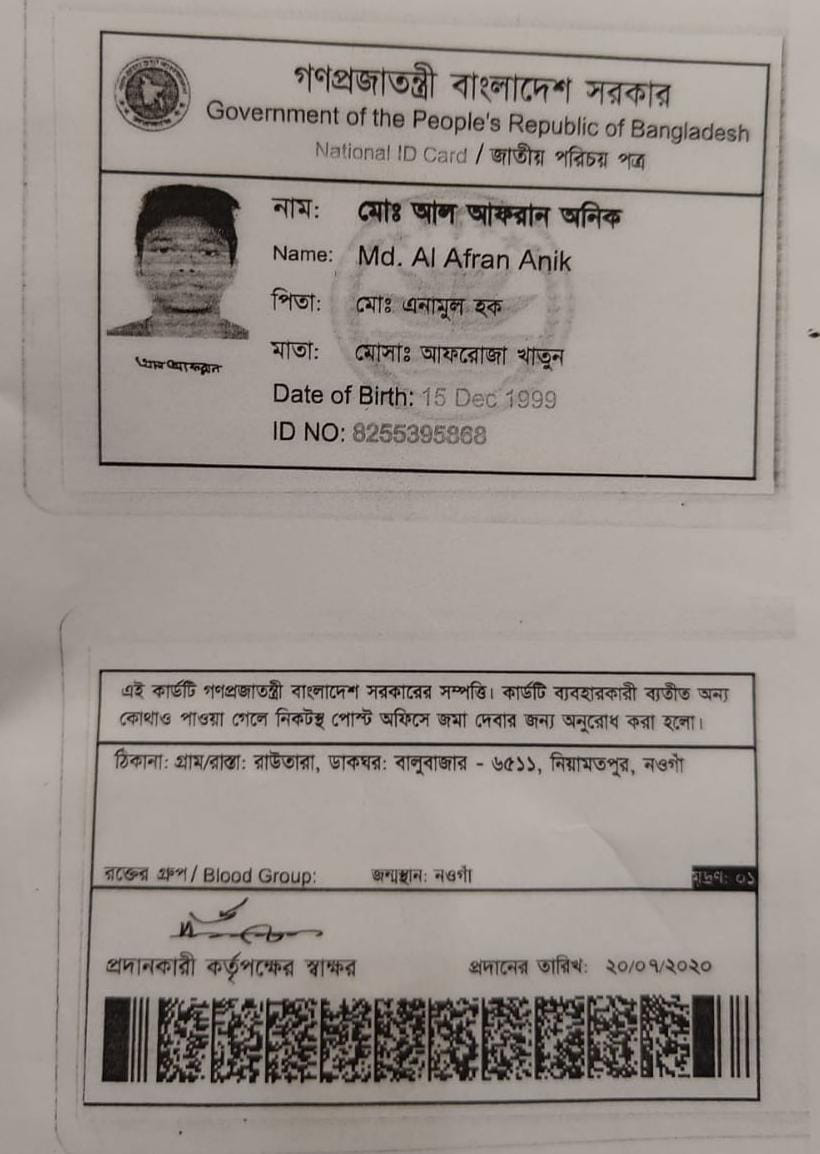 গণপ্রজাতন্ত্রী বাংলাদেশ সরকার
Government of the People's Republic of Bangladesh
National ID Card / জাতীয় পরিচয় পত্র
নাম: মোঃ আল আফরান অনিক
Name: Md. Al Afran Anik
পিতা: মোঃ এনামুল হক
মাতা: মোসাঃ আফরোজা খাতুন
আল আফরান
Date of Birth: 15 Dec 1999
ID NO: 8255395868
এই কার্ডটি গণপ্রজাতন্ত্রী বাংলাদেশ সরকারের সম্পত্তি। কার্ডটি ব্যবহারকারী ব্যতীত অন্য
কোথাও পাওয়া গেলে নিকটস্থ পোস্ট অফিসে জমা দেবার জন্য অনুরোধ করা হলো।
ঠিকানা: গ্রাম/রাস্তা: রাউতারা, ডাকঘর: বালুবাজার - ৬৫১১, নিয়ামতপুর, নওগাঁ
রক্তের গ্রুপ / Blood Group: জন্মস্থান: নওগাঁ মুদ্রণ: ০১
প্রদানকারী কর্তৃপক্ষের স্বাক্ষর প্রদানের তারিখ: ২০/০৭/২০২০